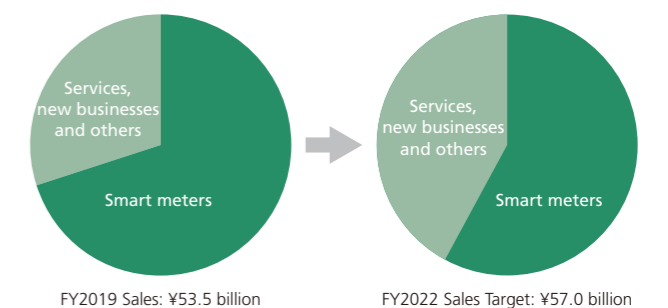 Services,
new businesses
and others
Smart meters
FY2019 Sales: ¥53.5 billion
Services,
new businesses
and others
Smart meters
FY2022 Sales Target: ¥57.0 billion